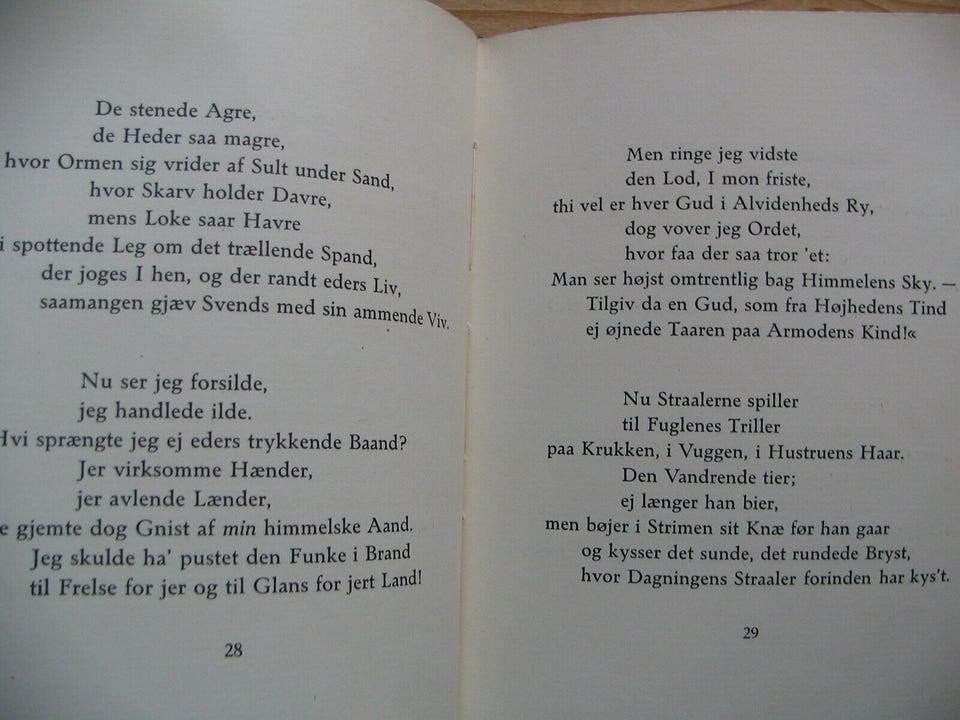 De stenede Agre,
de Heder saa magre,
hvor Ormen sig vrider af Sult under Sand,
hvor Skarv holder Davre,
mens Loke saar Havre
i spottende Leg om det trællende Spand,
der joges I hen, og der randt eders Liv,
saamangen gjæv Svends med sin ammende Viv.
Nu ser jeg forsilde,
jeg handlede ilde.
Hvi sprængte jeg ej eders trykkende Baand?
Jer virksomme Hænder,
jer avlende Lænder,
gjemte dog Gnist af min himmelske Aand.
Jeg skulde ha' pustet den Funke i Brand
til Frelse for jer og til Glans for jert Land!
28
Men ringe jeg vidste
den Lod, I mon friste,
thi vel er hver Gud i Alvidenheds Ry,
dog vover jeg Ordet,
hvor faa der saa tror 'et:
Man ser højst omtrentlig bag Himmelens Sky. —
Tilgiv da en Gud, som fra Højhedens Tind
ej øjnede Taaren paa Armodens Kind!«
Nu Straalerne spiller
til Fuglenes Triller
paa Krukken, i Vuggen, i Hustruens Haar.
Den Vandrende tier;
ej længer han bier,
men bøjer i Strimen sit Knæ før han gaar
og kysser det sunde, det rundede Bryst,
hvor Dagningens Straaler forinden har kys't.
29